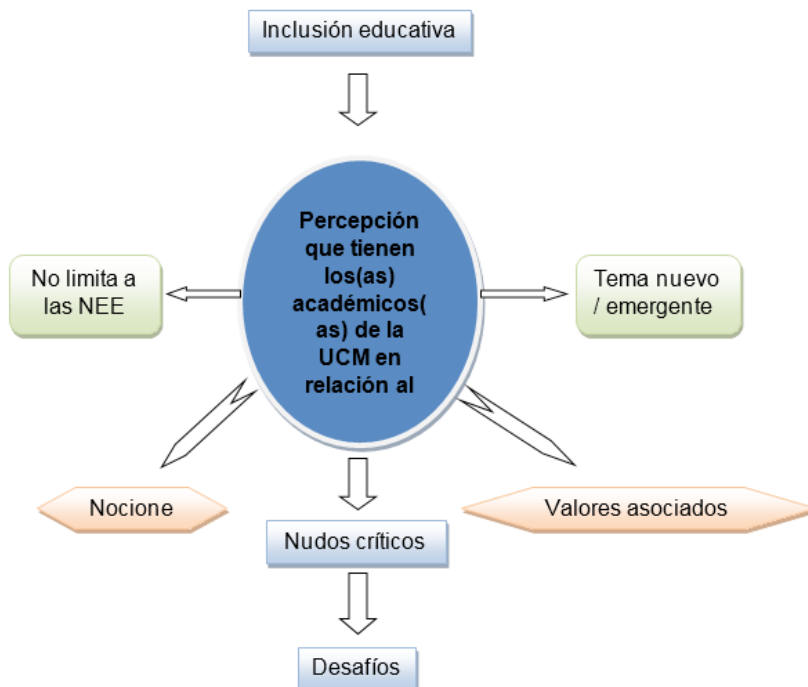 Inclusión educativa
Percepción
que tienen
los(as)
académicos(
as) de la
UCM en
relación al
No limita a
las NEE
Tema nuevo
/ emergente
Nocione
Valores asociados
Nudos críticos
Desafíos